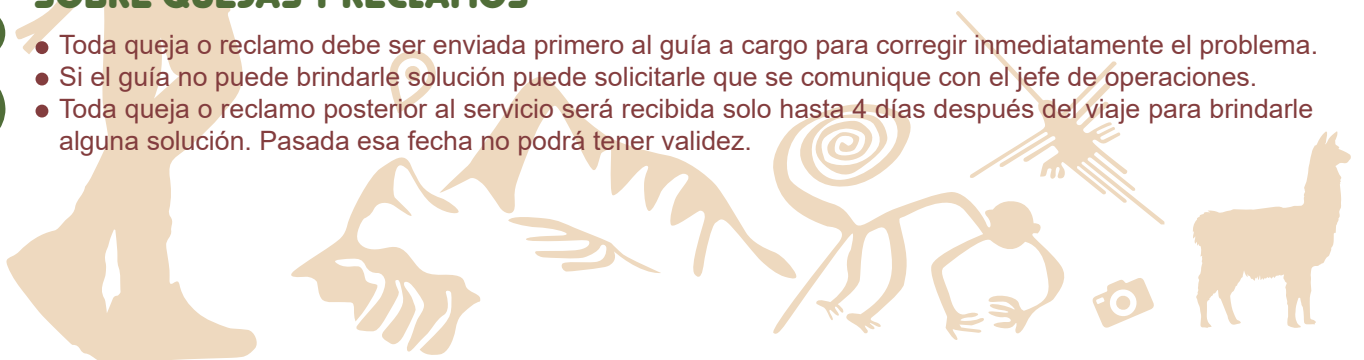 SOBRE QUEJAS Y RECLAMOS
● Toda queja o reclamo debe ser enviada primero al guía a cargo para corregir inmediatamente el problema.
● Si el guía no puede brindarle solución puede solicitarle que se comunique con el jefe de operaciones.
● Toda queja o reclamo posterior al servicio será recibida solo hasta 4 días después del viaje para brindarle
alguna solución. Pasada esa fecha no podrá tener validez.